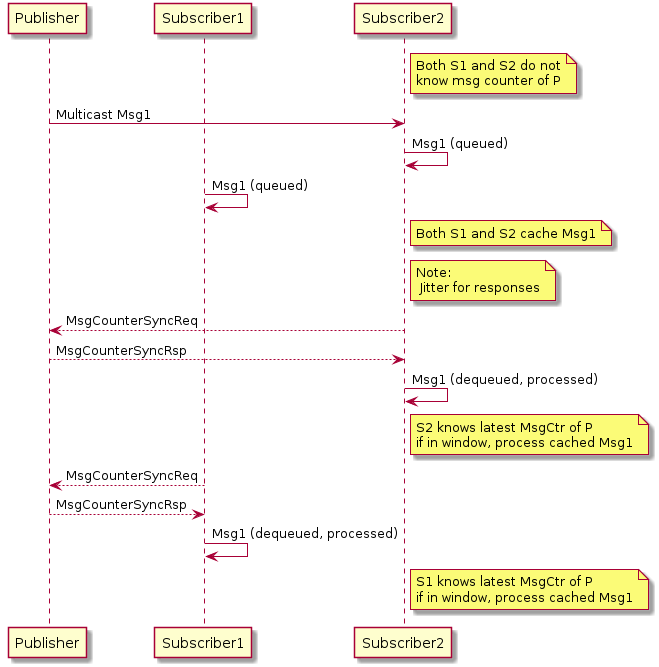 Publisher
Subscriber1
Subscriber2
Both S1 and S2 do not
know msg counter of P
Multicast Msg1
Msg1 (queued)
Msg1 (queued)
Both S1 and S2 cache Msg1
Note:
Jitter for responses
MsgCounterSyncReq
MsgCounterSyncRsp
Msg1 (dequeued, processed)
S2 knows latest MsgCtr of P
if in window, process cached Msg1
MsgCounterSyncReq
MsgCounterSyncRsp
Msg1 (dequeued, processed)
S1 knows latest MsgCtr of P
if in window, process cached Msg1
Publisher
Subscriber1
Subscriber2